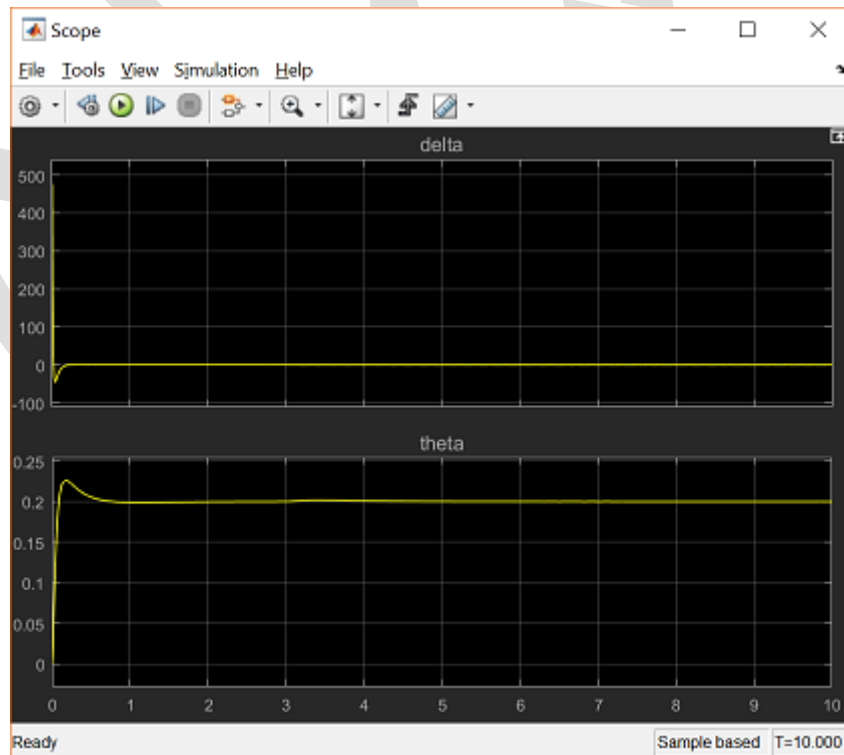 Scope
File Tools View Simulation Help
delta
500
400
300
200
100
0
-100
theta
0.25
0.2
0.15
0.1
0.05
0
0 1 2 3 4 5 6 7 8 9 10
Ready Sample based T=10.000